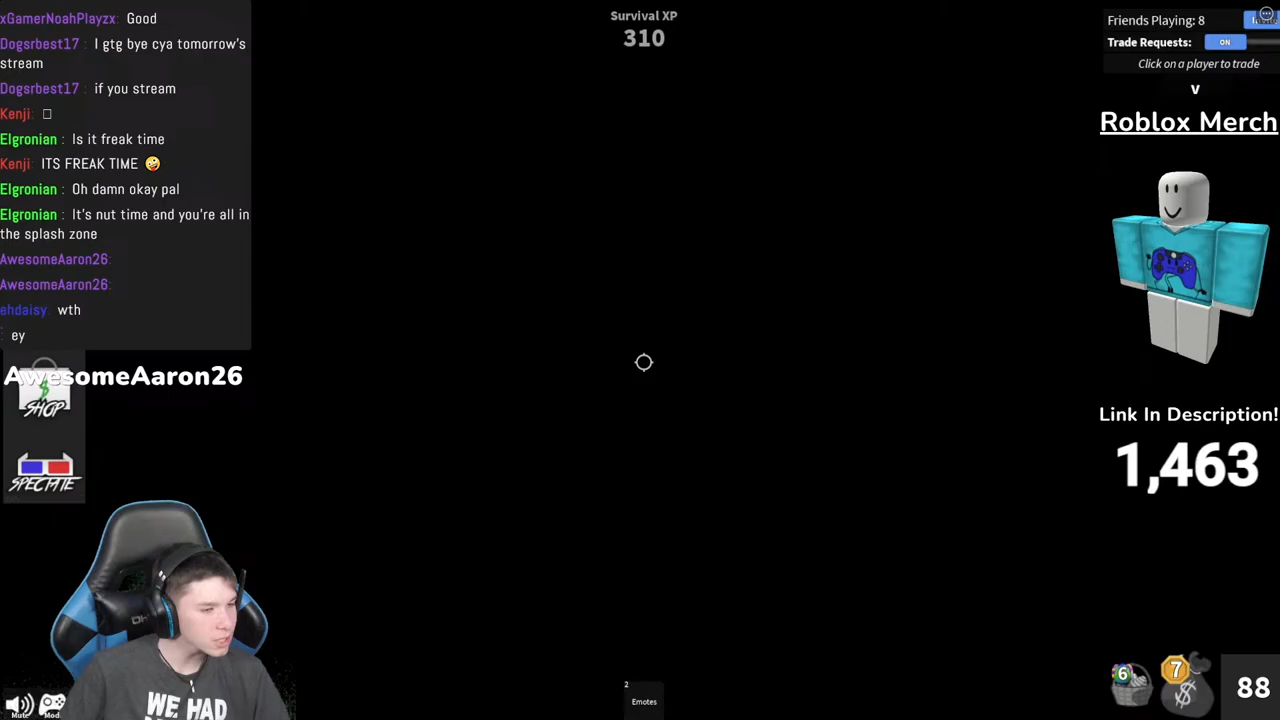 xGamerNoahPlayzx: Good
Dogsrbest17 : I gtg bye cya tomorrow's
stream
Dogsrbest17 : if you stream
Kenji:
Elgronian : Is it freak time
Kenji: ITS FREAK TIME 🤪
Elgronian : Oh damn okay pal
Elgronian : It's nut time and you're all in
the splash zone
AwesomeAaron26:
AwesomeAaron26:
ehdaisy: wth
: ey
AwesomeAaron26
SHOP
SPECTATE
Mute
Survival XP
310
2
Emotes
WE HAD
Friends Playing: 8
Trade Requests: ON
Click on a player to trade
v
Roblox Merch
Link In Description!
1,463
6
7
88